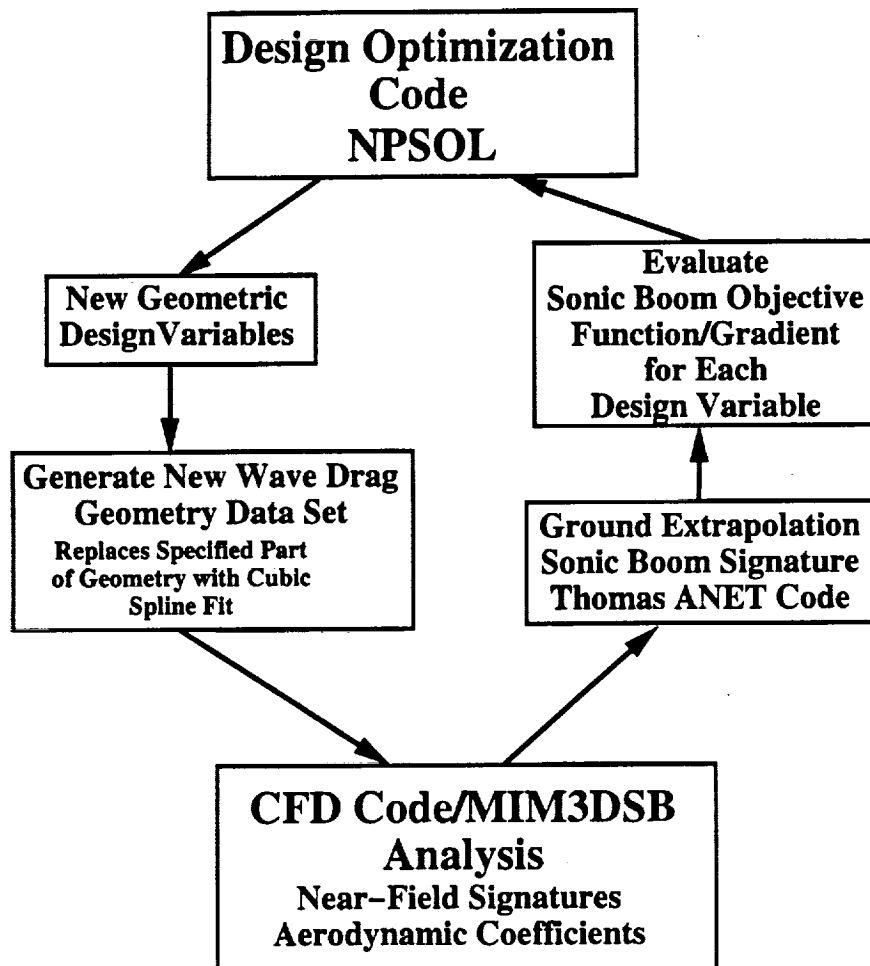 Design Optimization
Code
NPSOL
New Geometric
DesignVariables
Evaluate
Sonic Boom Objective
Function/Gradient
for Each
Design Variable
Generate New Wave Drag
Geometry Data Set
Replaces Specified Part
of Geometry with Cubic
Spline Fit
Ground Extrapolation
Sonic Boom Signature
Thomas ANET Code
CFD Code/MIM3DSB
Analysis
Near-Field Signatures
Aerodynamic Coefficients